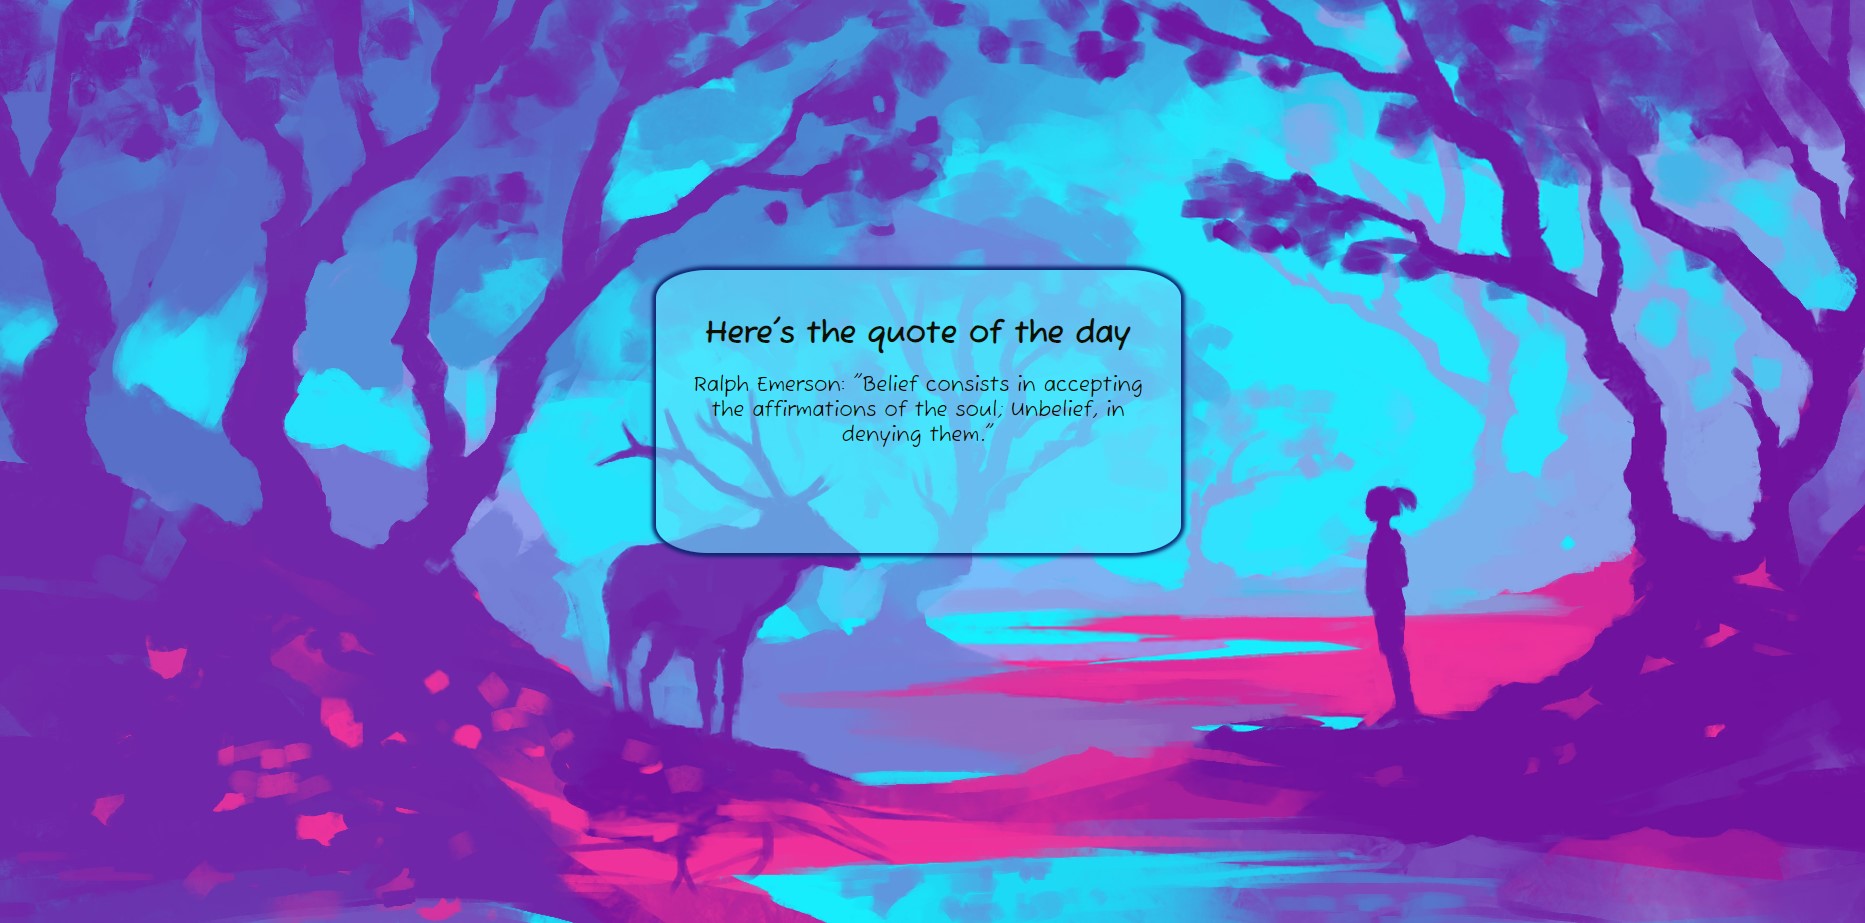 Here's the quote of the day
Ralph Emerson: "Belief consists in accepting
the affirmations of the soul; Unbelief, in
denying them."